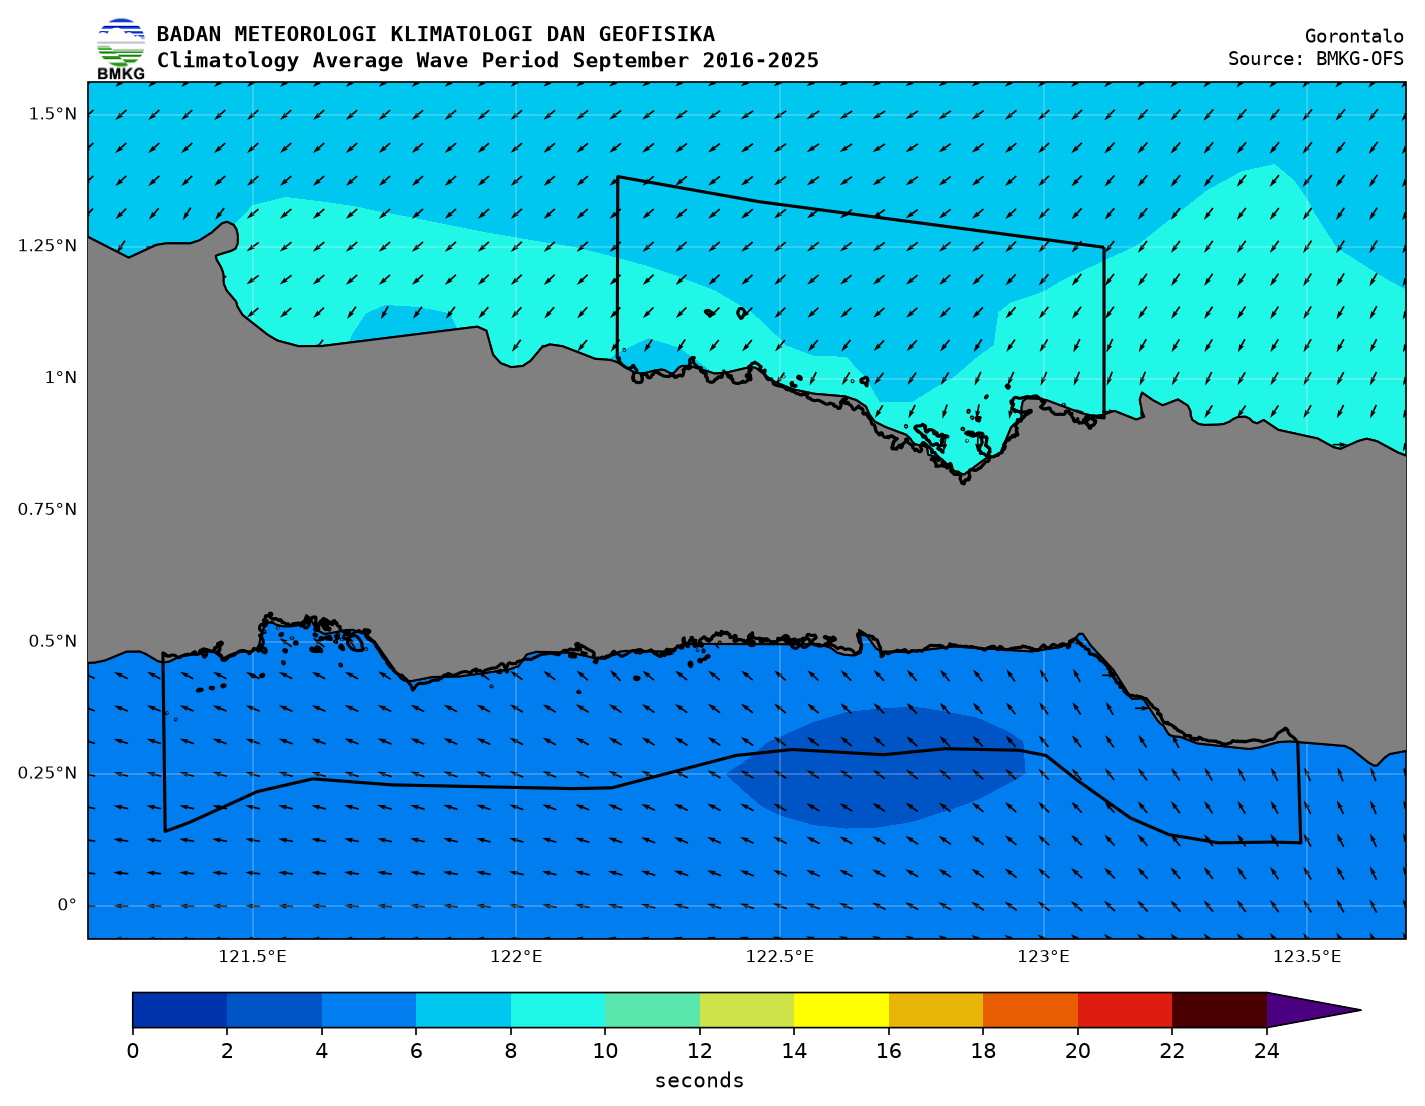 BADAN METEOROLOGI KLIMATOLOGI DAN GEOFISIKA
Climatology Average Wave Period September 2016-2025
BMKG
Gorontalo
Source: BMKG-OFS
1.5°N
1.25°N
1°N
0.75°N
0.5°N
0.25°N
0°
121.5°E 122°E 122.5°E 123°E 123.5°E
0 2 4 6 8 10 12 14 16 18 20 22 24
seconds